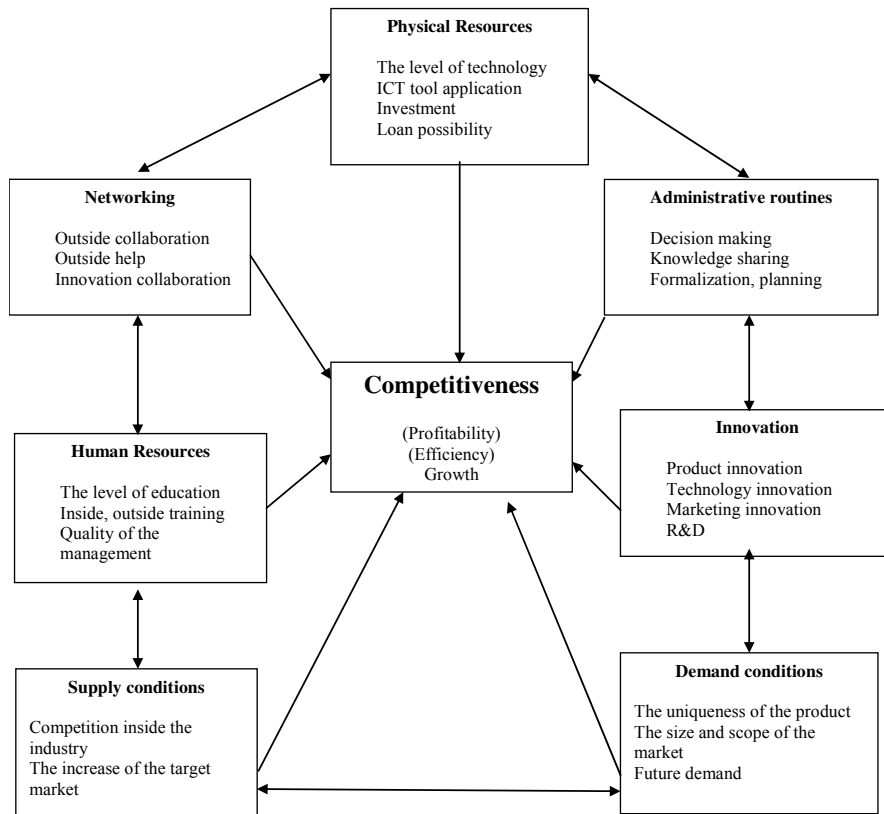 Physical Resources
The level of technology
ICT tool application
Investment
Loan possibility
Networking
Outside collaboration
Outside help
Innovation collaboration
Administrative routines
Decision making
Knowledge sharing
Formalization, planning
Competitiveness
(Profitability)
(Efficiency)
Growth
Human Resources
The level of education
Inside, outside training
Quality of the
management
Innovation
Product innovation
Technology innovation
Marketing innovation
R&D
Supply conditions
Competition inside the
industry
The increase of the target
market
Demand conditions
The uniqueness of the product
The size and scope of the
market
Future demand